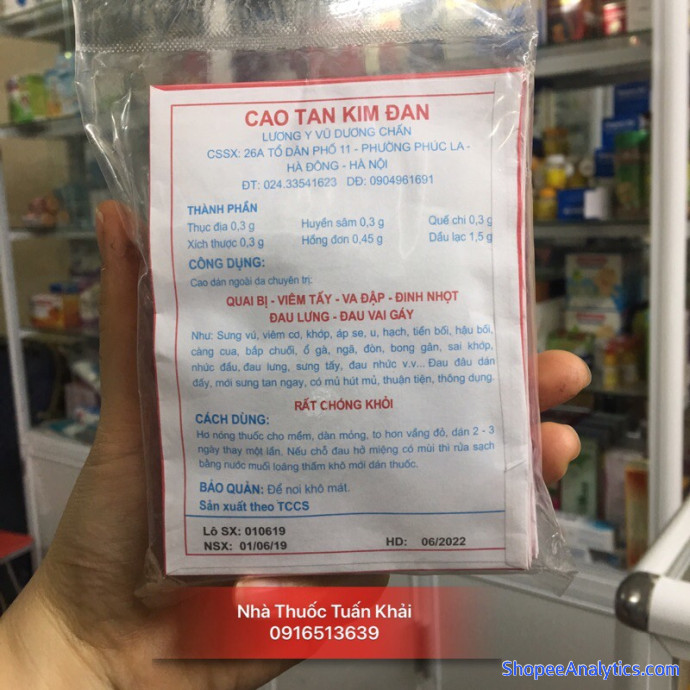 CAO TAN KIM ĐAN
LƯƠNG Y VŨ DƯƠNG CHẤN
CSSX: 26A TỔ DÂN PHỐ 11 - PHƯỜNG PHÚC LA -
HÀ ĐÔNG - HÀ NỘI
ĐT: 024.33541623 DĐ: 0904961691
THÀNH PHẦN
Thục địa 0,3 g Huyền sâm 0,3 g Quế chi 0,3 g
Xích thược 0,3 g Hồng đơn 0,45 g Dầu lạc 1,5 g
CÔNG DỤNG:
Cao dán ngoài da chuyên trị:
QUAI BỊ - VIÊM TẤY - VA ĐẬP - ĐINH NHỌT
ĐAU LƯNG - ĐAU VAI GÁY
Như: Sưng vú, viêm cơ, khớp, áp se, u, hạch, tiền bối, hậu bối,
càng cua, bắp chuối, ổ gà, ngã, đòn, bong gân, sai khớp,
nhức đầu, đau lưng, sưng tấy, đau nhức v.v... Đau đâu dán
đấy, mới sưng tan ngay, có mủ hút mủ, thuận tiện, thông dụng.
RẤT CHÓNG KHỎI
CÁCH DÙNG:
Hơ nóng thuốc cho mềm, dàn mỏng, to hơn vầng đỏ, dán 2 - 3
ngày thay một lần. Nếu chỗ đau hở miệng có mùi thì rửa sạch
bằng nước muối loãng thấm khô mới dán thuốc.
BẢO QUẢN: Để nơi khô mát.
Sản xuất theo TCCS
Lô SX: 010619
NSX: 01/06/19 HD: 06/2022
Nhà Thuốc Tuấn Khải
0916513639
ShopeeAnalytics.com